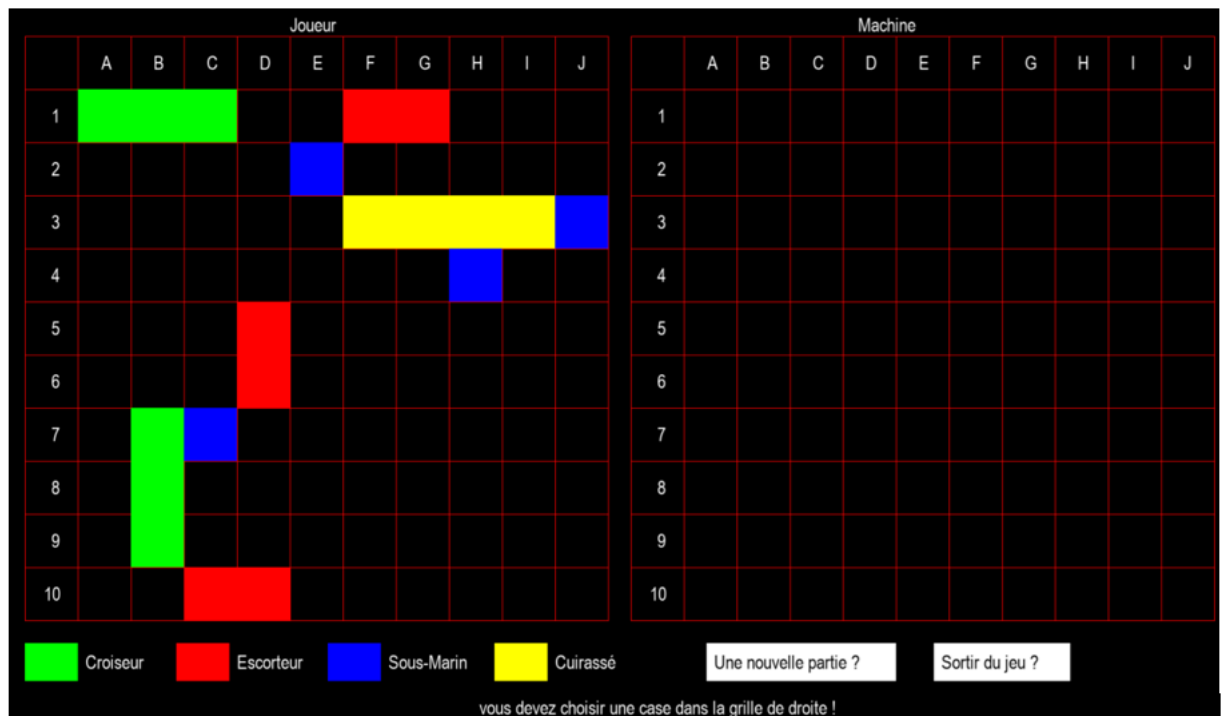 Joueur Machine
A B C D E F G H I J A B C D E F G H I J
1 1
2 2
3 3
4 4
5 5
6 6
7 7
8 8
9 9
10 10
Croiseur Escorteur Sous-Marin Cuirassé Une nouvelle partie ? Sortir du jeu ?
vous devez choisir une case dans la grille de droite !